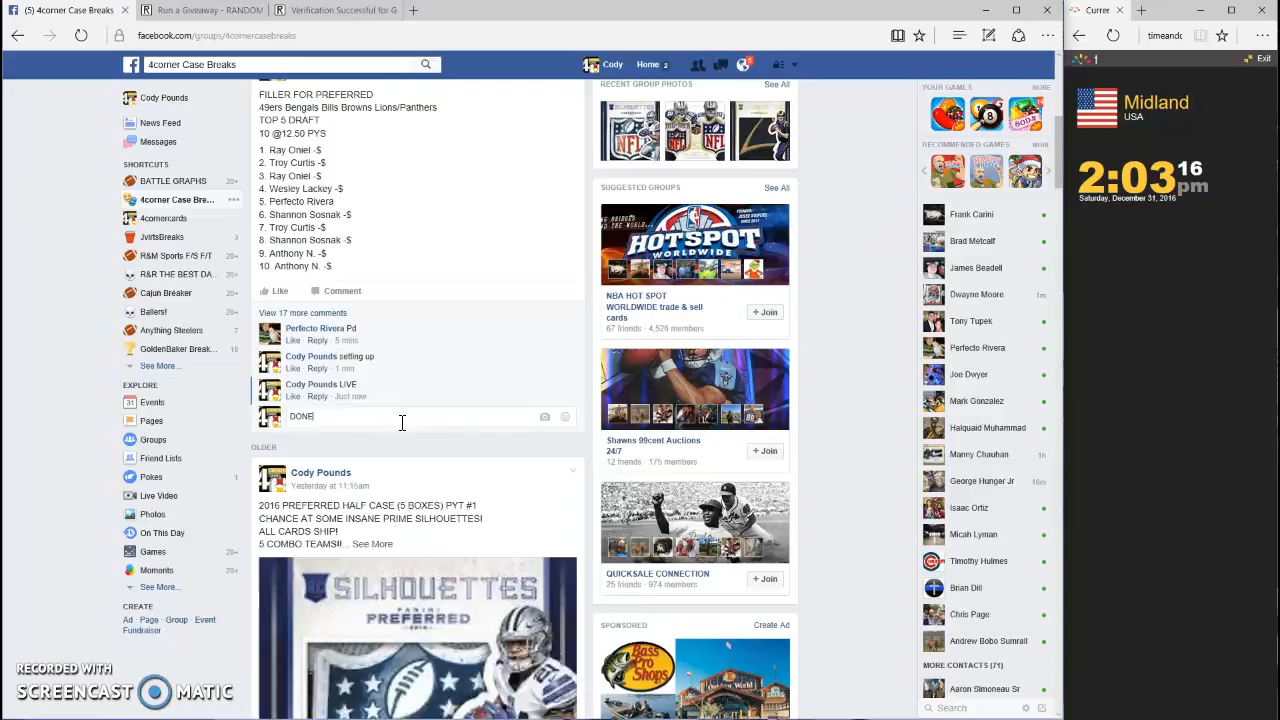 (5) 4corner Case Breaks
Run a Giveaway - RANDOM
Verification Successful for G
Curren
facebook.com/groups/4cornercasebreaks
timeandc
4corner Case Breaks
Cody
Home 2
Exit
Cody Pounds
News Feed
Messages
SHORTCUTS
BATTLE GRAPHS 20+
4corner Case Bre...
4cornercards
JvirtsBreaks 3
R&M Sports F/S F/T 20+
R&R THE BEST DA... 20+
Cajun Breaker 20+
Ballers! 20+
Anything Steelers 7
GoldenBaker Break... 10
See More...
EXPLORE
31 Events
Pages
Groups
Friend Lists
Pokes 1
Live Video
Photos
On This Day
Games 20+
Moments 20+
See More...
CREATE
Ad · Page · Group · Event ·
Fundraiser
RECORDED WITH
SCREENCAST MATIC
FILLER FOR PREFERRED
49ers Bengals Bills Browns Lions/Panthers
TOP 5 DRAFT
10 @12.50 PYS
1. Ray Oniel -$
2. Troy Curtis -$
3. Ray Oniel -$
4. Wesley Lackey -$
5. Perfecto Rivera
6. Shannon Sosnak -$
7. Troy Curtis -$
8. Shannon Sosnak -$
9. Anthony N. -$
10. Anthony N. -$
Like Comment
View 17 more comments
Perfecto Rivera Pd
Like · Reply · 5 mins
Cody Pounds setting up
Like · Reply · 1 min
Cody Pounds LIVE
Like · Reply · Just now
DONE
OLDER
Cody Pounds
Yesterday at 11:15am
2016 PREFERRED HALF CASE (5 BOXES) PYT #1
CHANCE AT SOME INSANE PRIME SILHOUETTES!
ALL CARDS SHIP!
5 COMBO TEAMS!!... See More
SILHOUETTES
PANINI
PREFERRED
RECENT GROUP PHOTOS See All
SUGGESTED GROUPS See All
HOTSPOT
WORLDWIDE
NBA HOT SPOT
WORLDWIDE trade & sell
cards
67 friends · 4,526 members
+ Join
Shawns 99cent Auctions
24/7
12 friends · 175 members
+ Join
QUICKSALE CONNECTION
25 friends · 974 members
+ Join
SPONSORED Create Ad
Bass
Pro
Shops
YOUR GAMES MORE
RECOMMENDED GAMES MORE
Frank Carini
Brad Metcalf
James Beadell
Dwayne Moore 1m
Tony Tupek
Perfecto Rivera
Joe Dwyer
Mark Gonzalez
Halquaid Muhammad
Manny Chauhan 1h
George Hunger Jr 16m
Isaac Ortiz
Micah Lyman
Timothy Hulmes
Brian Dill
Chris Page
Andrew Bobo Sumrall
MORE CONTACTS (71)
Aaron Simoneau Sr
Search
Midland
USA
2:03 16 pm
Saturday, December 31, 2016